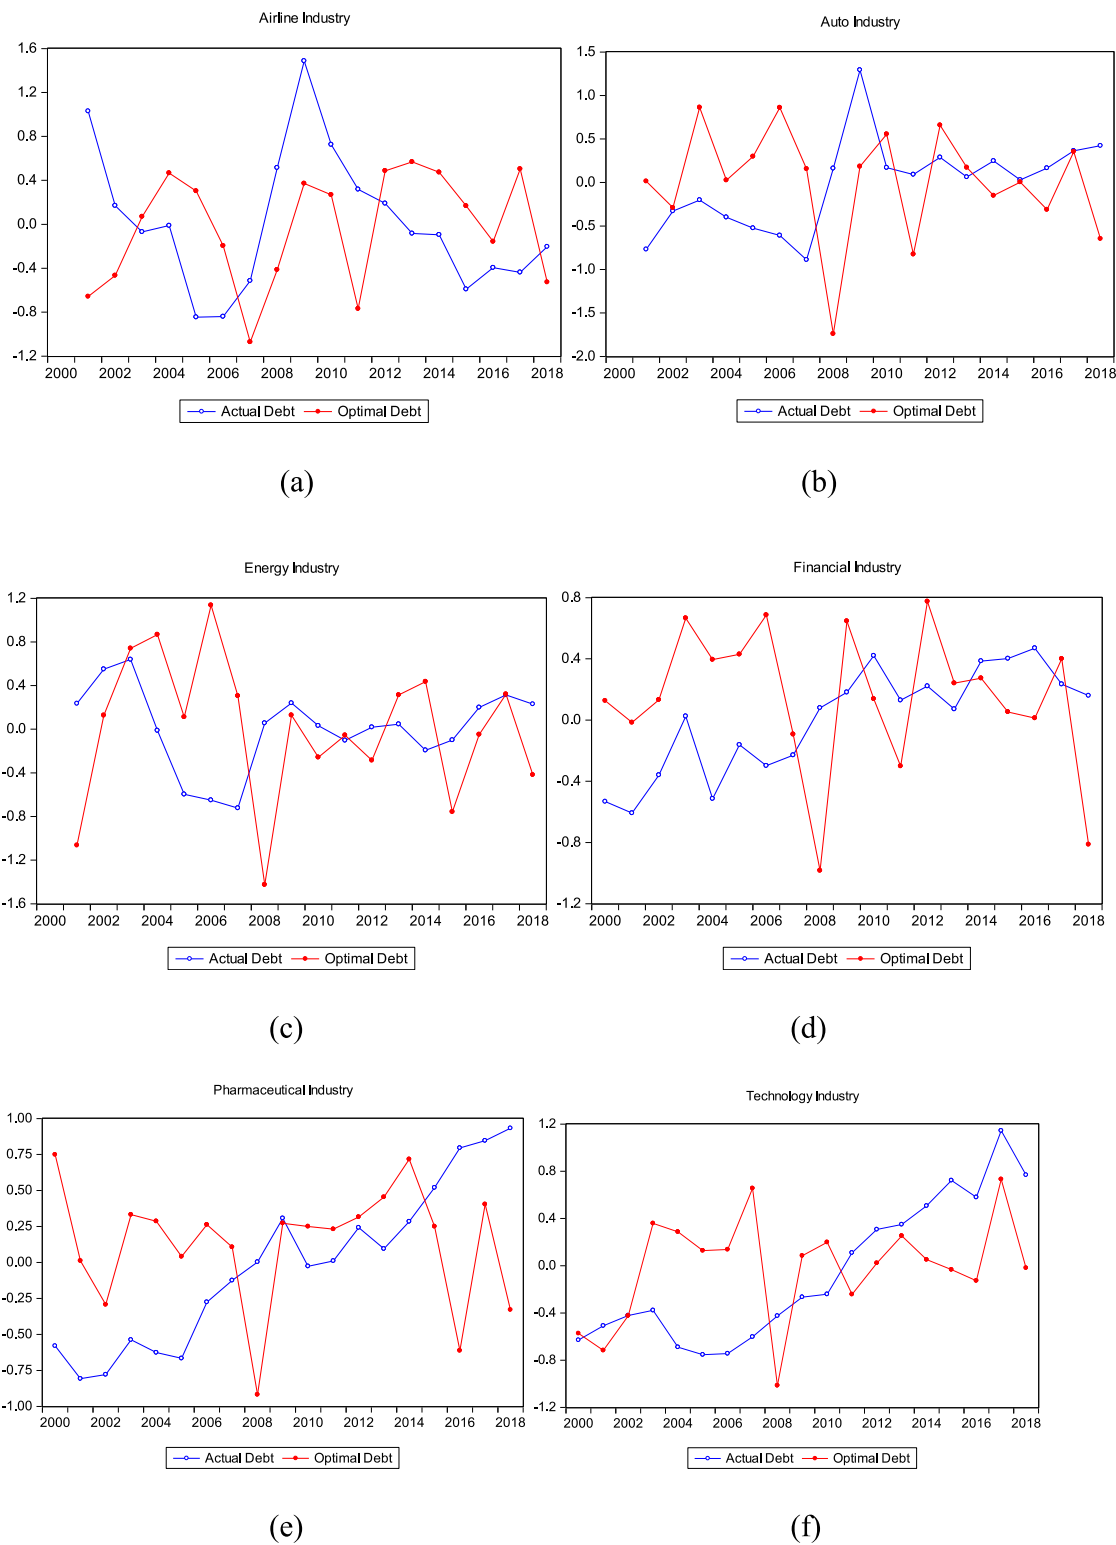 Airline Industry
1.6
1.2
0.8
0.4
0.0
-0.4
-0.8
-1.2
2000 2002 2004 2006 2008 2010 2012 2014 2016 2018
Actual Debt Optimal Debt
(a)
Auto Industry
1.5
1.0
0.5
0.0
-0.5
-1.0
-1.5
-2.0
2000 2002 2004 2006 2008 2010 2012 2014 2016 2018
Actual Debt Optimal Debt
(b)
Energy Industry
1.2
0.8
0.4
0.0
-0.4
-0.8
-1.2
-1.6
2000 2002 2004 2006 2008 2010 2012 2014 2016 2018
Actual Debt Optimal Debt
(c)
Financial Industry
0.8
0.4
0.0
-0.4
-0.8
-1.2
2000 2002 2004 2006 2008 2010 2012 2014 2016 2018
Actual Debt Optimal Debt
(d)
Pharmaceutical Industry
1.00
0.75
0.50
0.25
0.00
-0.25
-0.50
-0.75
-1.00
2000 2002 2004 2006 2008 2010 2012 2014 2016 2018
Actual Debt Optimal Debt
(e)
Technology Industry
1.2
0.8
0.4
0.0
-0.4
-0.8
-1.2
2000 2002 2004 2006 2008 2010 2012 2014 2016 2018
Actual Debt Optimal Debt
(f)